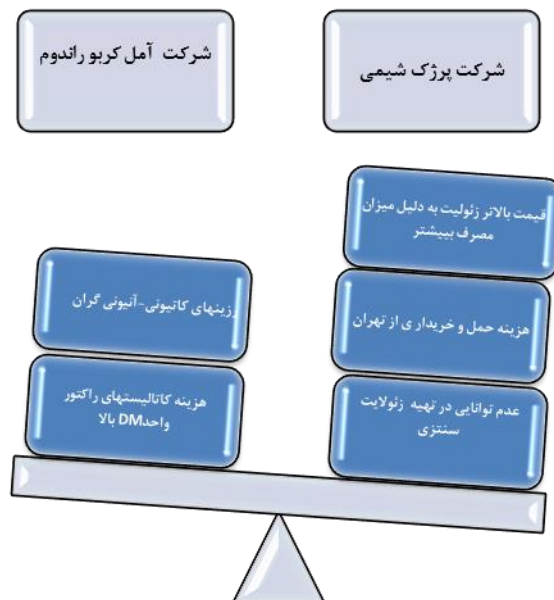 شرکت پرژک شیمی
شرکت آمل کربو راندوم
قیمت بالاتر زئولیت به دلیل میزان
مصرف بیبیشتر
هزینه حمل و خریدار ی از تهران
عدم توانایی در تهیه زئولایت
سنتزی
رزینهای کاتیونی-آنیونی گران
هزینه کاتالیستهای راکتور
واحدDM بالا